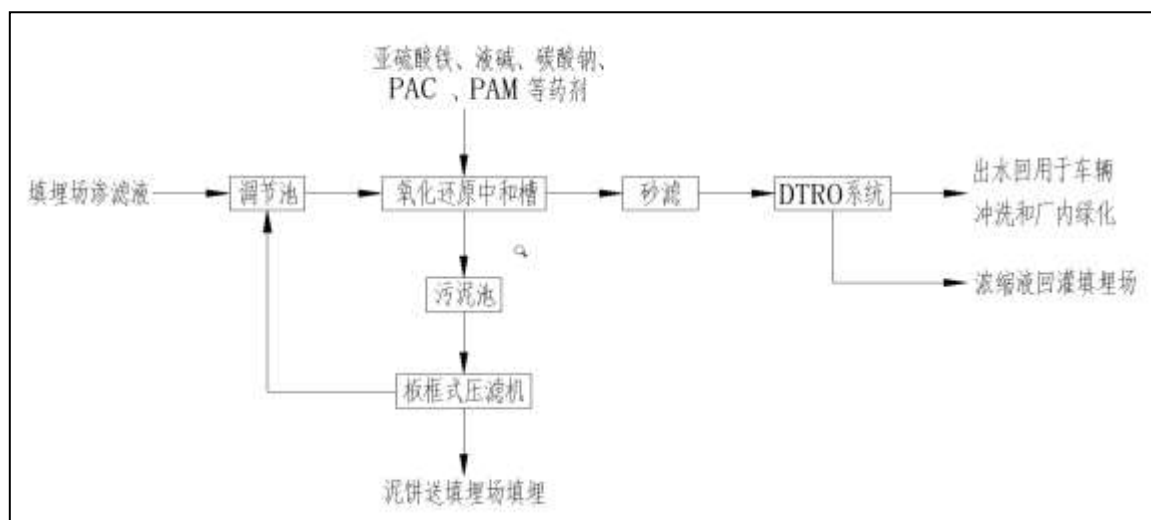 亚硫酸铁、液碱、碳酸钠、
PAC 、PAM 等药剂
填埋场渗滤液
调节池
氧化还原中和槽
砂滤
DTRO系统
出水回用于车辆
冲洗和厂内绿化
污泥池
浓缩液回灌填埋场
板框式压滤机
泥饼送填埋场填埋